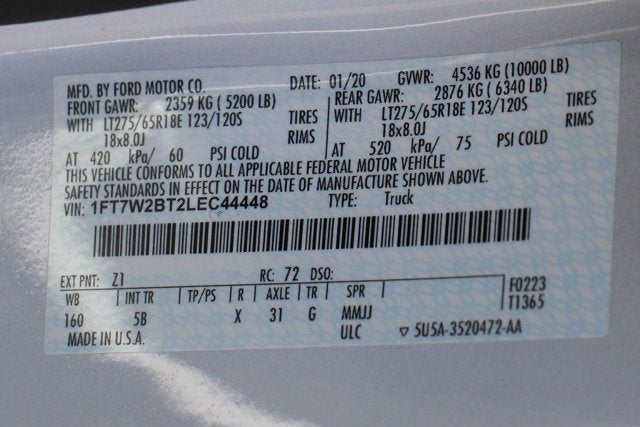 MFD. BY FORD MOTOR CO. DATE: 01/20 GVWR: 4536 KG (10000 LB)
FRONT GAWR: 2359 KG ( 5200 LB) REAR GAWR: 2876 KG ( 6340 LB)
WITH LT275/65R18E 123/120S TIRES WITH LT275/65R18E 123/120S TIRES
18x8.0J RIMS 18x8.0J RIMS
AT 420 kPa/ 60 PSI COLD AT 520 kPa/ 75 PSI COLD
THIS VEHICLE CONFORMS TO ALL APPLICABLE FEDERAL MOTOR VEHICLE
SAFETY STANDARDS IN EFFECT ON THE DATE OF MANUFACTURE SHOWN ABOVE.
VIN: 1FT7W2BT2LEC44448 TYPE: Truck
EXT PNT: Z1 RC: 72 DSO:
WB INT TR TP/PS R AXLE TR SPR F0223
160 5B X 31 G MMJJ T1365
MADE IN U.S.A. ULC ▽ 5U5A-3520472-AA